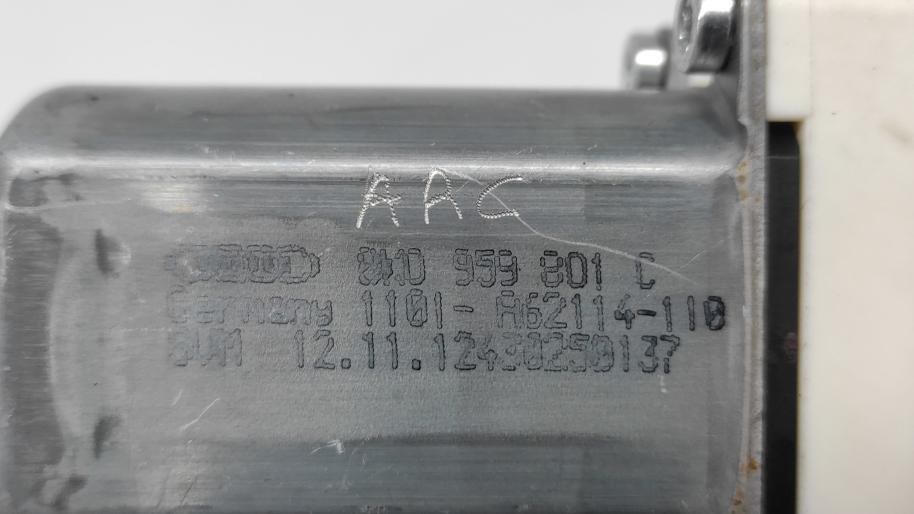 AAC
8K0 959 801 C
Germany 1101- A62114-110
12.11.12430250137